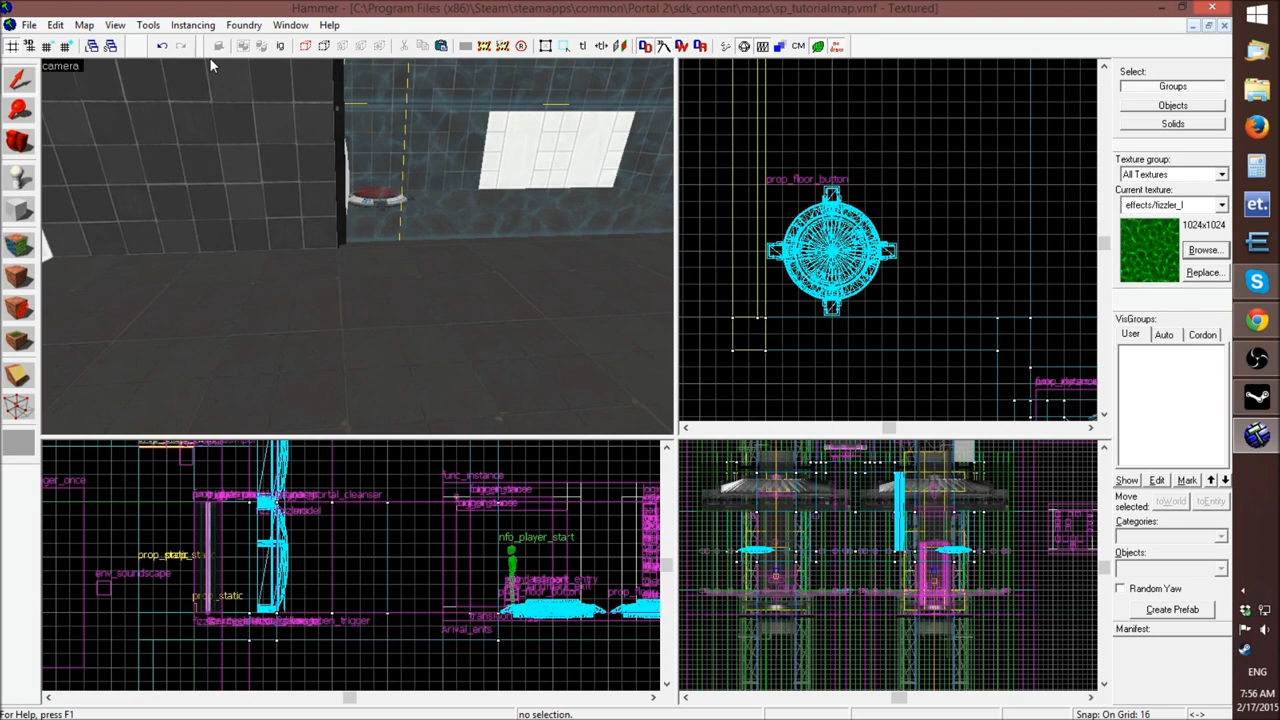 Hammer - [C:\Program Files (x86)\Steam\steamapps\common\Portal 2\sdk_content\maps\sp_tutorialmap.vmf - Textured]
File Edit Map View Tools Instancing Foundry Window Help
CM
camera
prop_floor_button
func_instance
info_player_start
env_soundscape
prop_static
Select:
Groups
Objects
Solids
Texture group:
All Textures
Current texture:
effects/fizzler_l
1024x1024
Browse...
Replace...
VisGroups:
User Auto Cordon
Show Edit Mark
Move selected:
toWorld toEntity
Categories:
Objects:
Random Yaw
Create Prefab
Manifest:
et.
ENG
7:56 AM
2/17/2015
For Help, press F1
no selection.
Snap: On Grid: 16
<->